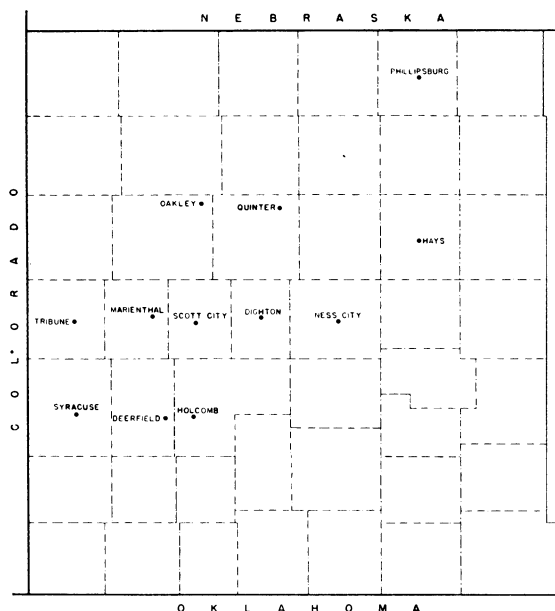 NEBRASKA
PHILLIPSBURG
COLORADO
OAKLEY
QUINTER
HAYS
TRIBUNE
MARIENTHAL
SCOTT CITY
DIGHTON
NESS CITY
SYRACUSE
DEERFIELD
HOLCOMB
OKLAHOMA